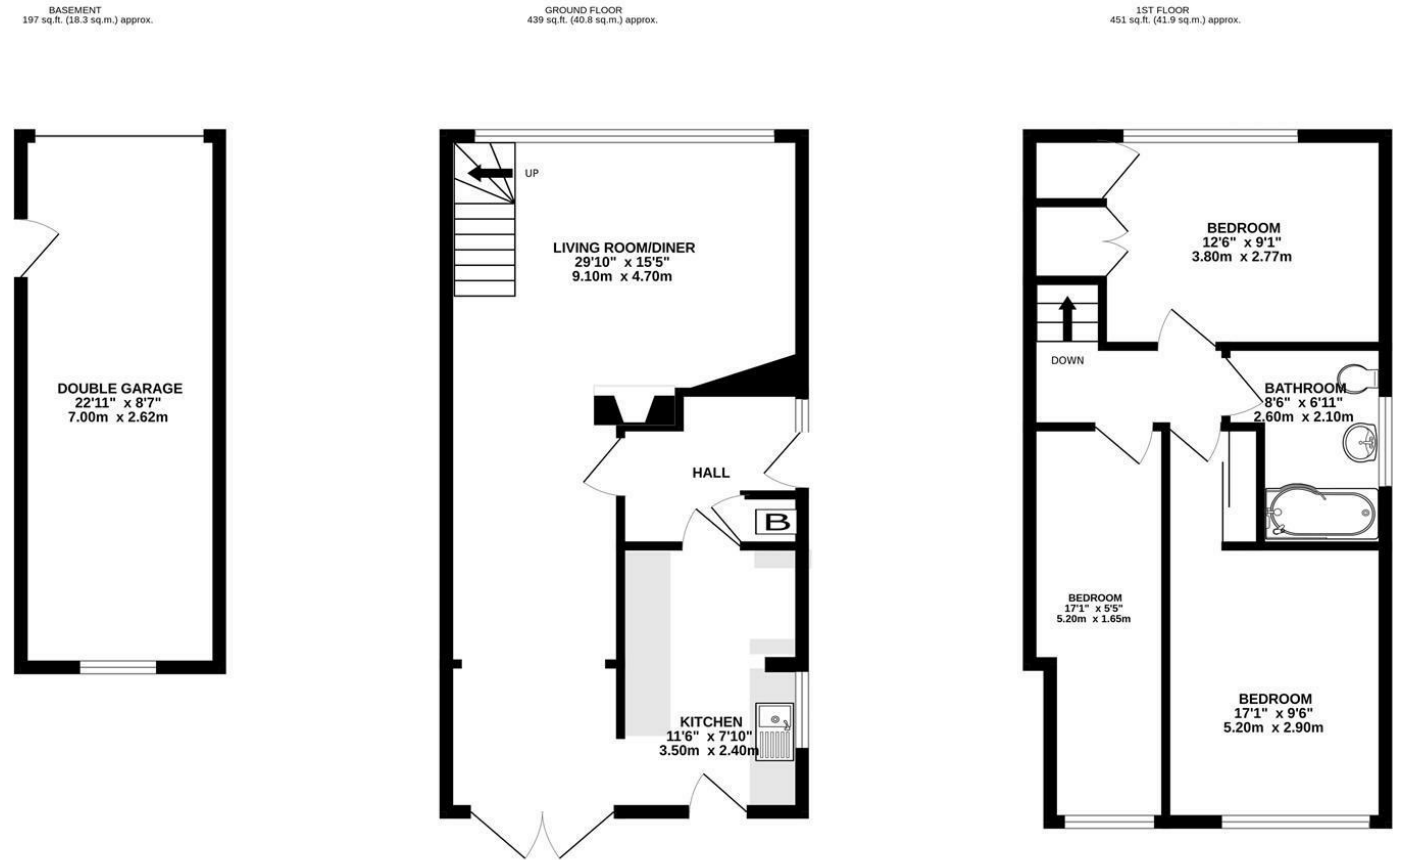 BASEMENT
197 sq.ft. (18.3 sq.m.) approx.
GROUND FLOOR
439 sq.ft. (40.8 sq.m.) approx.
1ST FLOOR
451 sq.ft. (41.9 sq.m.) approx.
DOUBLE GARAGE
22'11" x 8'7"
7.00m x 2.62m
UP
LIVING ROOM/DINER
29'10" x 15'5"
9.10m x 4.70m
HALL
B
KITCHEN
11'6" x 7'10"
3.50m x 2.40m
BEDROOM
12'6" x 9'1"
3.80m x 2.77m
DOWN
BATHROOM
8'6" x 6'11"
2.60m x 2.10m
BEDROOM
17'1" x 5'5"
5.20m x 1.65m
BEDROOM
17'1" x 9'6"
5.20m x 2.90m